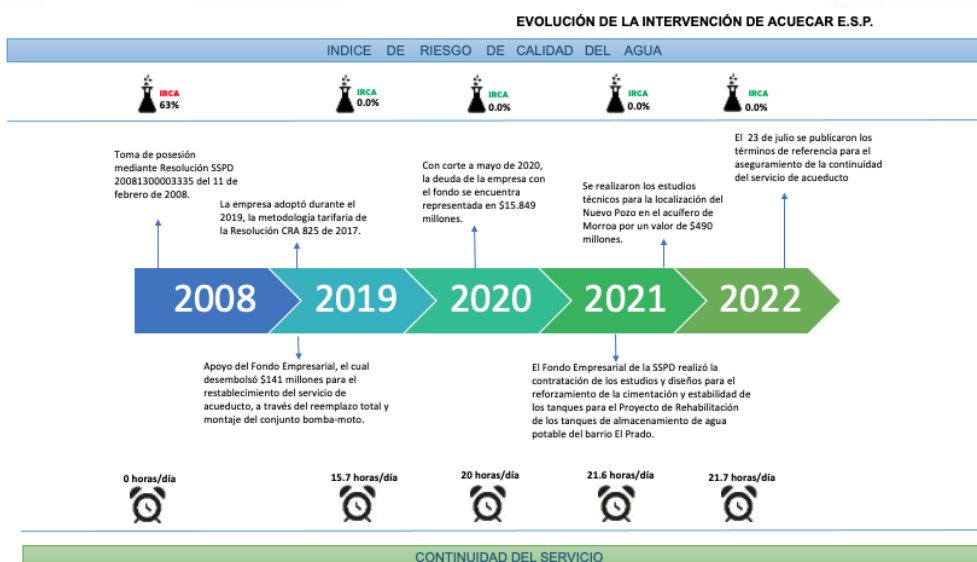 EVOLUCIÓN DE LA INTERVENCIÓN DE ACUECAR E.S.P.
INDICE DE RIESGO DE CALIDAD DEL AGUA
IRCA
63%
IRCA
0.0%
IRCA
0.0%
IRCA
0.0%
IRCA
0.0%
Toma de posesión
mediante Resolución SSPD
20081300003335 del 11 de
febrero de 2008.
La empresa adoptó durante el
2019, la metodología tarifaria de
la Resolución CRA 825 de 2017.
Con corte a mayo de 2020,
la deuda de la empresa con
el fondo se encuentra
representada en $15.849
millones.
Se realizaron los estudios
técnicos para la localización del
Nuevo Pozo en el acuífero de
Morroa por un valor de $490
millones.
El 23 de julio se publicaron los
términos de referencia para el
aseguramiento de la continuidad
del servicio de acueducto
2008
2019
2020
2021
2022
Apoyo del Fondo Empresarial, el cual
desembolsó $141 millones para el
restablecimiento del servicio de
acueducto, a través del reemplazo total y
montaje del conjunto bomba-moto.
El Fondo Empresarial de la SSPD realizó la
contratación de los estudios y diseños para el
reforzamiento de la cimentación y estabilidad de
los tanques para el Proyecto de Rehabilitación
de los tanques de almacenamiento de agua
potable del barrio El Prado.
0 horas/día
15.7 horas/día
20 horas/día
21.6 horas/día
21.7 horas/día
CONTINUIDAD DEL SERVICIO